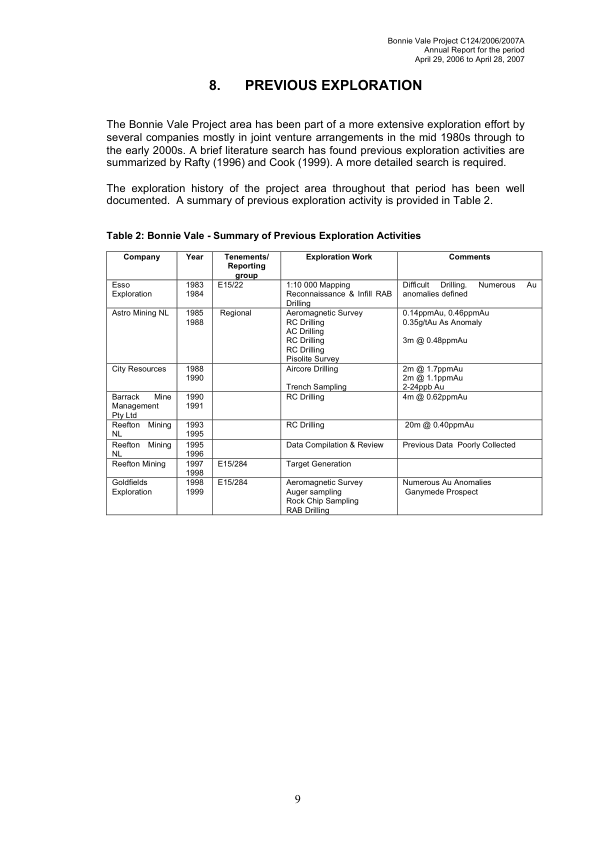 Bonnie Vale Project C124/2006/2007A
Annual Report for the period
April 29, 2006 to April 28, 2007
8. PREVIOUS EXPLORATION
The Bonnie Vale Project area has been part of a more extensive exploration effort by
several companies mostly in joint venture arrangements in the mid 1980s through to
the early 2000s. A brief literature search has found previous exploration activities are
summarized by Rafty (1996) and Cook (1999). A more detailed search is required.
The exploration history of the project area throughout that period has been well
documented. A summary of previous exploration activity is provided in Table 2.
Table 2: Bonnie Vale - Summary of Previous Exploration Activities
Company Year Tenements/ Exploration Work Comments
Reporting
group
Esso 1983 E15/22 1:10 000 Mapping Difficult Drilling. Numerous Au
Exploration 1984 Reconnaissance & Infill RAB anomalies defined
Drilling
Astro Mining NL 1985 Regional Aeromagnetic Survey 0.14ppmAu, 0.46ppmAu
1988 RC Drilling 0.35g/tAu As Anomaly
AC Drilling
RC Drilling 3m @ 0.48ppmAu
RC Drilling
Pisolite Survey
City Resources 1988 Aircore Drilling 2m @ 1.7ppmAu
1990 2m @ 1.1ppmAu
Trench Sampling 2-24ppb Au
Barrack Mine 1990 RC Drilling 4m @ 0.62ppmAu
Management 1991
Pty Ltd
Reefton Mining 1993 RC Drilling 20m @ 0.40ppmAu
NL 1995
Reefton Mining 1995 Data Compilation & Review Previous Data Poorly Collected
NL 1996
Reefton Mining 1997 E15/284 Target Generation
1998
Goldfields 1998 E15/284 Aeromagnetic Survey Numerous Au Anomalies
Exploration 1999 Auger sampling Ganymede Prospect
Rock Chip Sampling
RAB Drilling
9